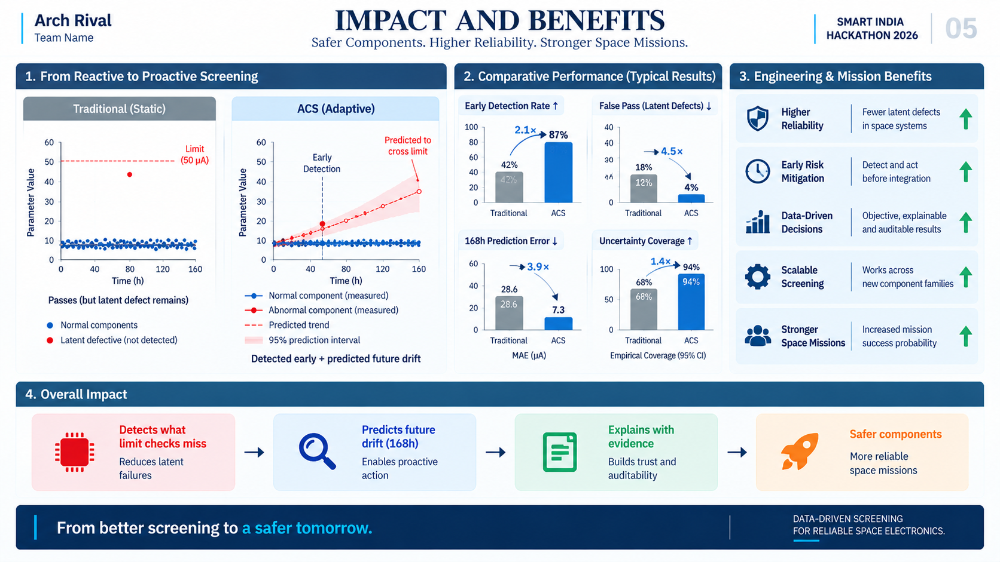 Arch Rival
Team Name
IMPACT AND BENEFITS
Safer Components. Higher Reliability. Stronger Space Missions.
SMART INDIA
HACKATHON 2026
05
1. From Reactive to Proactive Screening
Traditional (Static)
Parameter Value
60
50
40
30
20
10
0
Limit
(50 µA)
0 40 80 120 160
Time (h)
Passes (but latent defect remains)
Normal components
Latent defective (not detected)
ACS (Adaptive)
Parameter Value
60
50
40
30
20
10
0
Early
Detection
Predicted to
cross limit
0 40 80 120 160
Time (h)
Normal component (measured)
Abnormal component (measured)
Predicted trend
95% prediction interval
Detected early + predicted future drift
2. Comparative Performance (Typical Results)
Early Detection Rate ↑
100
80
60
40
20
0
2.1×
87%
42%
42%
Traditional ACS
False Pass (Latent Defects) ↓
40
40
0
4.5×
18%
12%
4%
Traditional ACS
168h Prediction Error ↓
60
40
20
0
3.9×
28.6
28.6
7.3
Traditional ACS
MAE (µA)
Uncertainty Coverage ↑
100
50
0
1.4×
94%
94%
68%
68%
Traditional ACS
Empirical Coverage (95% CI)
3. Engineering & Mission Benefits
Higher
Reliability
Fewer latent defects
in space systems
Early Risk
Mitigation
Detect and act
before integration
Data-Driven
Decisions
Objective, explainable
and auditable results
Scalable
Screening
Works across
new component families
Stronger
Space Missions
Increased mission
success probability
4. Overall Impact
Detects what
limit checks miss
Reduces latent
failures
Predicts future
drift (168h)
Enables proactive
action
Explains with
evidence
Builds trust and
auditability
Safer components
More reliable
space missions
From better screening to a safer tomorrow.
DATA-DRIVEN SCREENING
FOR RELIABLE SPACE ELECTRONICS.